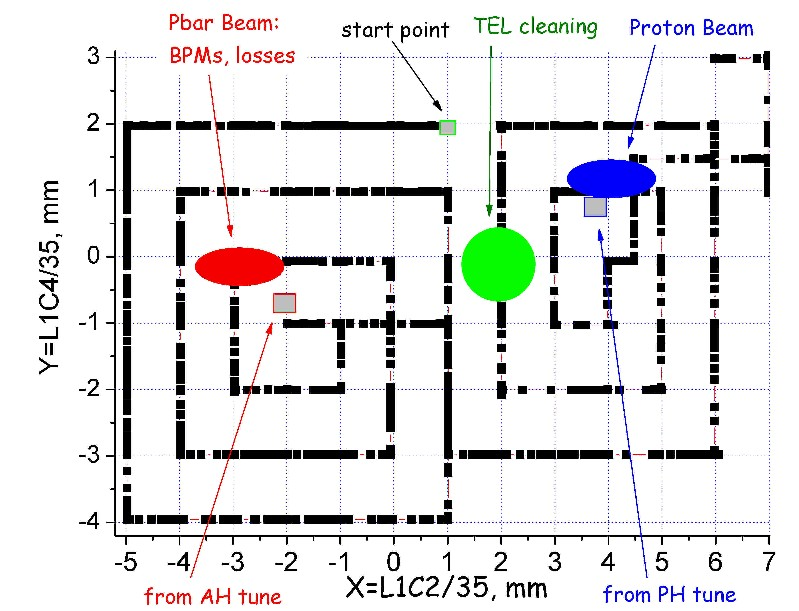 Pbar Beam:
BPMs, losses
start point
TEL cleaning
Proton Beam
3
2
1
0
-1
-2
-3
-4
Y=L1C4/35, mm
-5 -4 -3 -2 -1 0 1 2 3 4 5 6 7
X=L1C2/35, mm
from AH tune
from PH tune